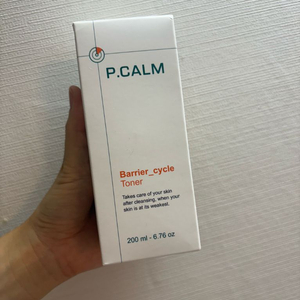 P.CALM
Barrier_cycle
Toner
Takes care of your skin
after cleansing, when your
skin is at its weakest.
200 ml - 6.76 oz